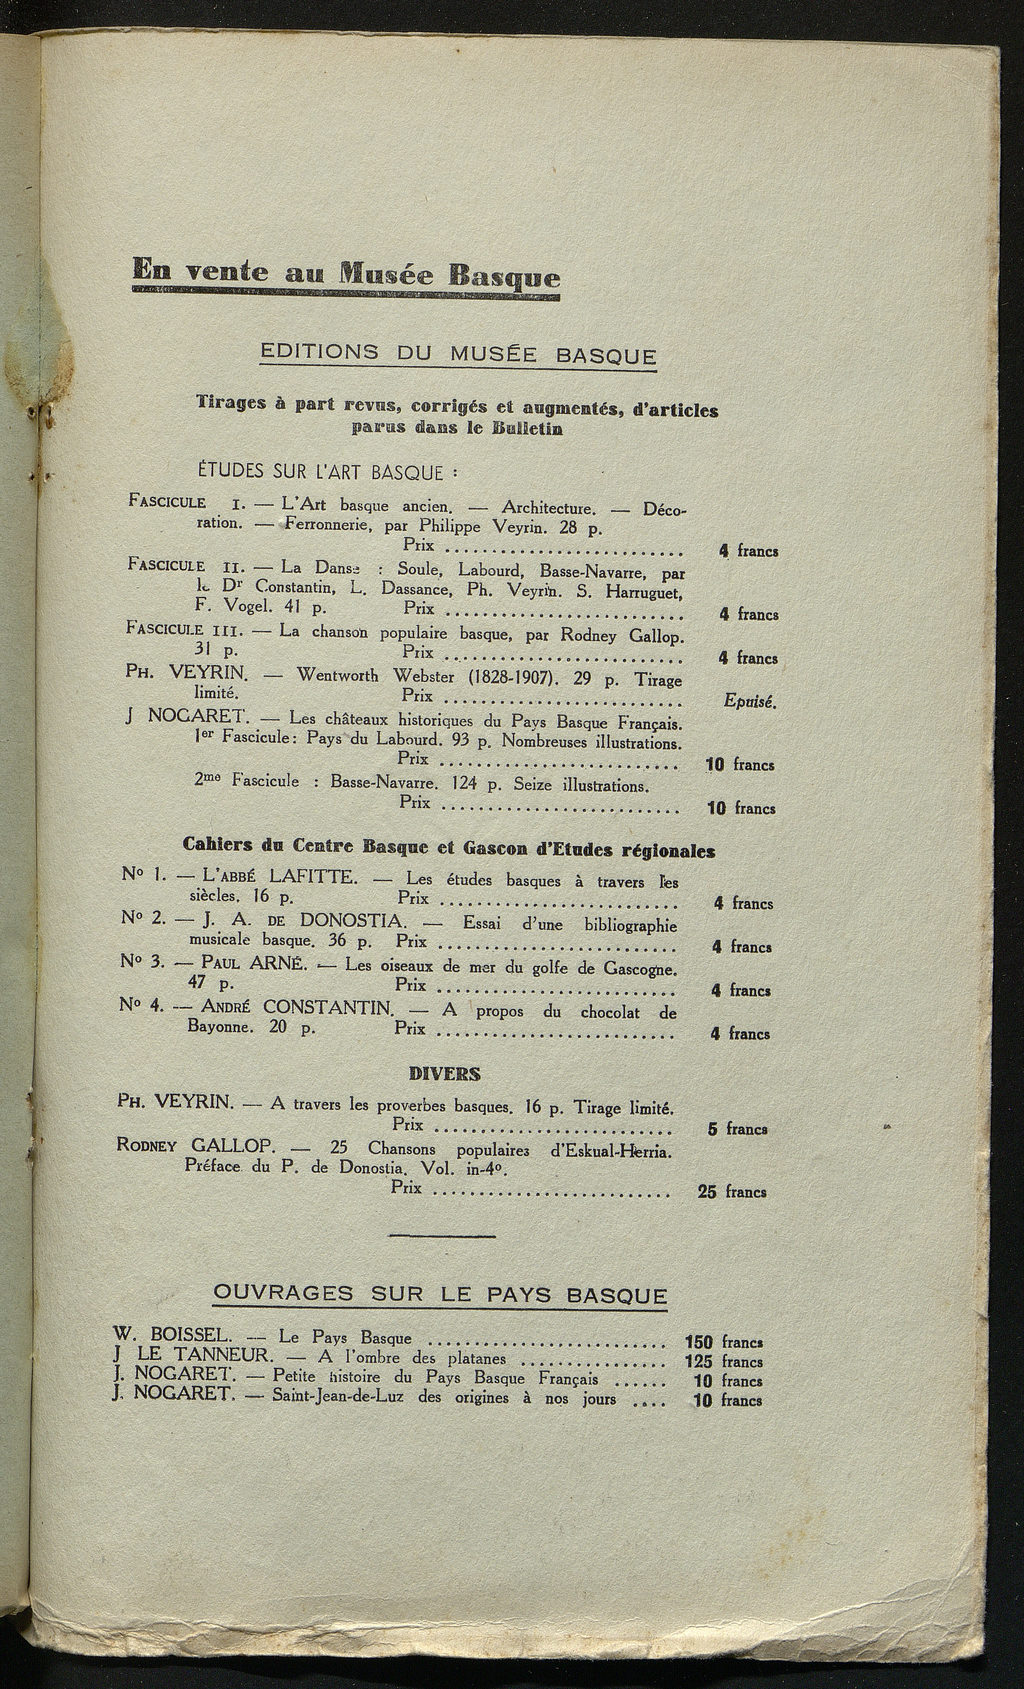 En vente au Musée Basque
EDITIONS DU MUSÉE BASQUE
Tirages à part revus, corrigés et augmentés, d'articles
parus dans le Bulletin
ÉTUDES SUR L'ART BASQUE :
FASCICULE I. — L'Art basque ancien. — Architecture. — Déco-
ration. — Ferronnerie, par Philippe Veyrin. 28 p.
Prix .......................... 4 francs
FASCICULE II. — La Danse : Soule, Labourd, Basse-Navarre, par
le Dr Constantin, L. Dassance, Ph. Veyrin. S. Harruguet,
F. Vogel. 41 p. Prix .......................... 4 francs
FASCICULE III. — La chanson populaire basque, par Rodney Gallop.
31 p. Prix .......................... 4 francs
PH. VEYRIN. — Wentworth Webster (1828-1907). 29 p. Tirage
limité. Prix .......................... Epuisé.
J NOGARET. — Les châteaux historiques du Pays Basque Français.
1er Fascicule : Pays du Labourd. 93 p. Nombreuses illustrations.
Prix .......................... 10 francs
2me Fascicule : Basse-Navarre. 124 p. Seize illustrations.
Prix .......................... 10 francs
Cahiers du Centre Basque et Gascon d'Etudes régionales
No 1. — L'ABBÉ LAFITTE. — Les études basques à travers les
siècles. 16 p. Prix .......................... 4 francs
No 2. — J. A. DE DONOSTIA. — Essai d'une bibliographie
musicale basque. 36 p. Prix .......................... 4 francs
No 3. — PAUL ARNÉ. — Les oiseaux de mer du golfe de Gascogne.
47 p. Prix .......................... 4 francs
No 4. — ANDRÉ CONSTANTIN. — A propos du chocolat de
Bayonne. 20 p. Prix .......................... 4 francs
DIVERS
PH. VEYRIN. — A travers les proverbes basques. 16 p. Tirage limité.
Prix .......................... 5 francs
RODNEY GALLOP. — 25 Chansons populaires d'Eskual-Herria.
Préface du P. de Donostia. Vol. in-4o.
Prix .......................... 25 francs
OUVRAGES SUR LE PAYS BASQUE
W. BOISSEL. — Le Pays Basque .......................... 150 francs
J LE TANNEUR. — A l'ombre des platanes ................ 125 francs
J. NOGARET. — Petite histoire du Pays Basque Français ...... 10 francs
J. NOGARET. — Saint-Jean-de-Luz des origines à nos jours .... 10 francs